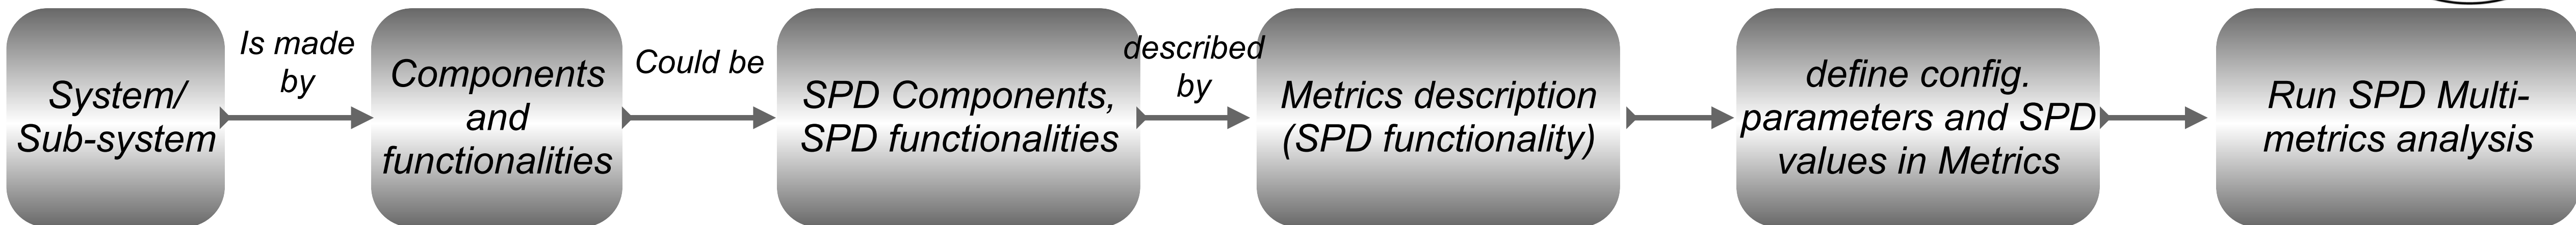 System/
Sub-system
Is made
by
Components
and
functionalities
Could be
SPD Components,
SPD functionalities
described
by
Metrics description
(SPD functionality)
define config.
parameters and SPD
values in Metrics
Run SPD Multi-
metrics analysis